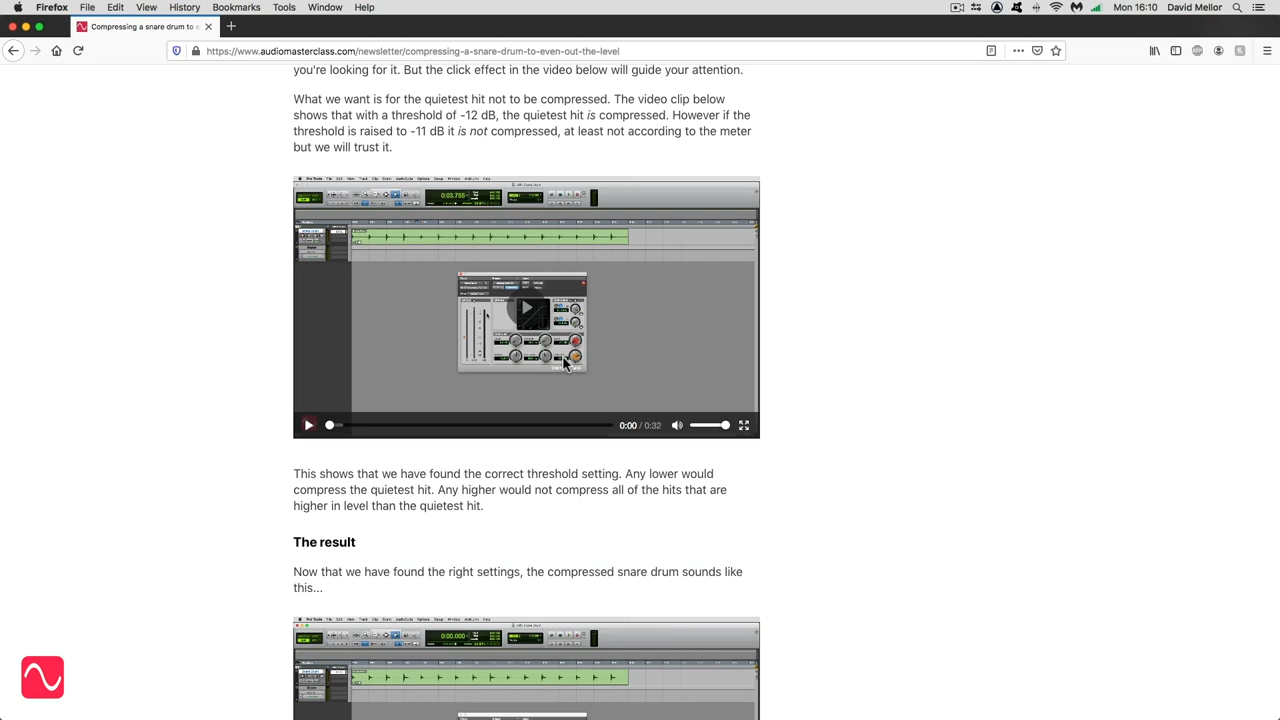 Firefox File Edit View History Bookmarks Tools Window Help
Mon 16:10 David Mellor
Compressing a snare drum to e
https://www.audiomasterclass.com/newsletter/compressing-a-snare-drum-to-even-out-the-level
you're looking for it. But the click effect in the video below will guide your attention.
What we want is for the quietest hit not to be compressed. The video clip below
shows that with a threshold of -12 dB, the quietest hit is compressed. However if the
threshold is raised to -11 dB it is not compressed, at least not according to the meter
but we will trust it.
0:03.755
0:00 / 0:32
This shows that we have found the correct threshold setting. Any lower would
compress the quietest hit. Any higher would not compress all of the hits that are
higher in level than the quietest hit.
The result
Now that we have found the right settings, the compressed snare drum sounds like
this...
0:00.000